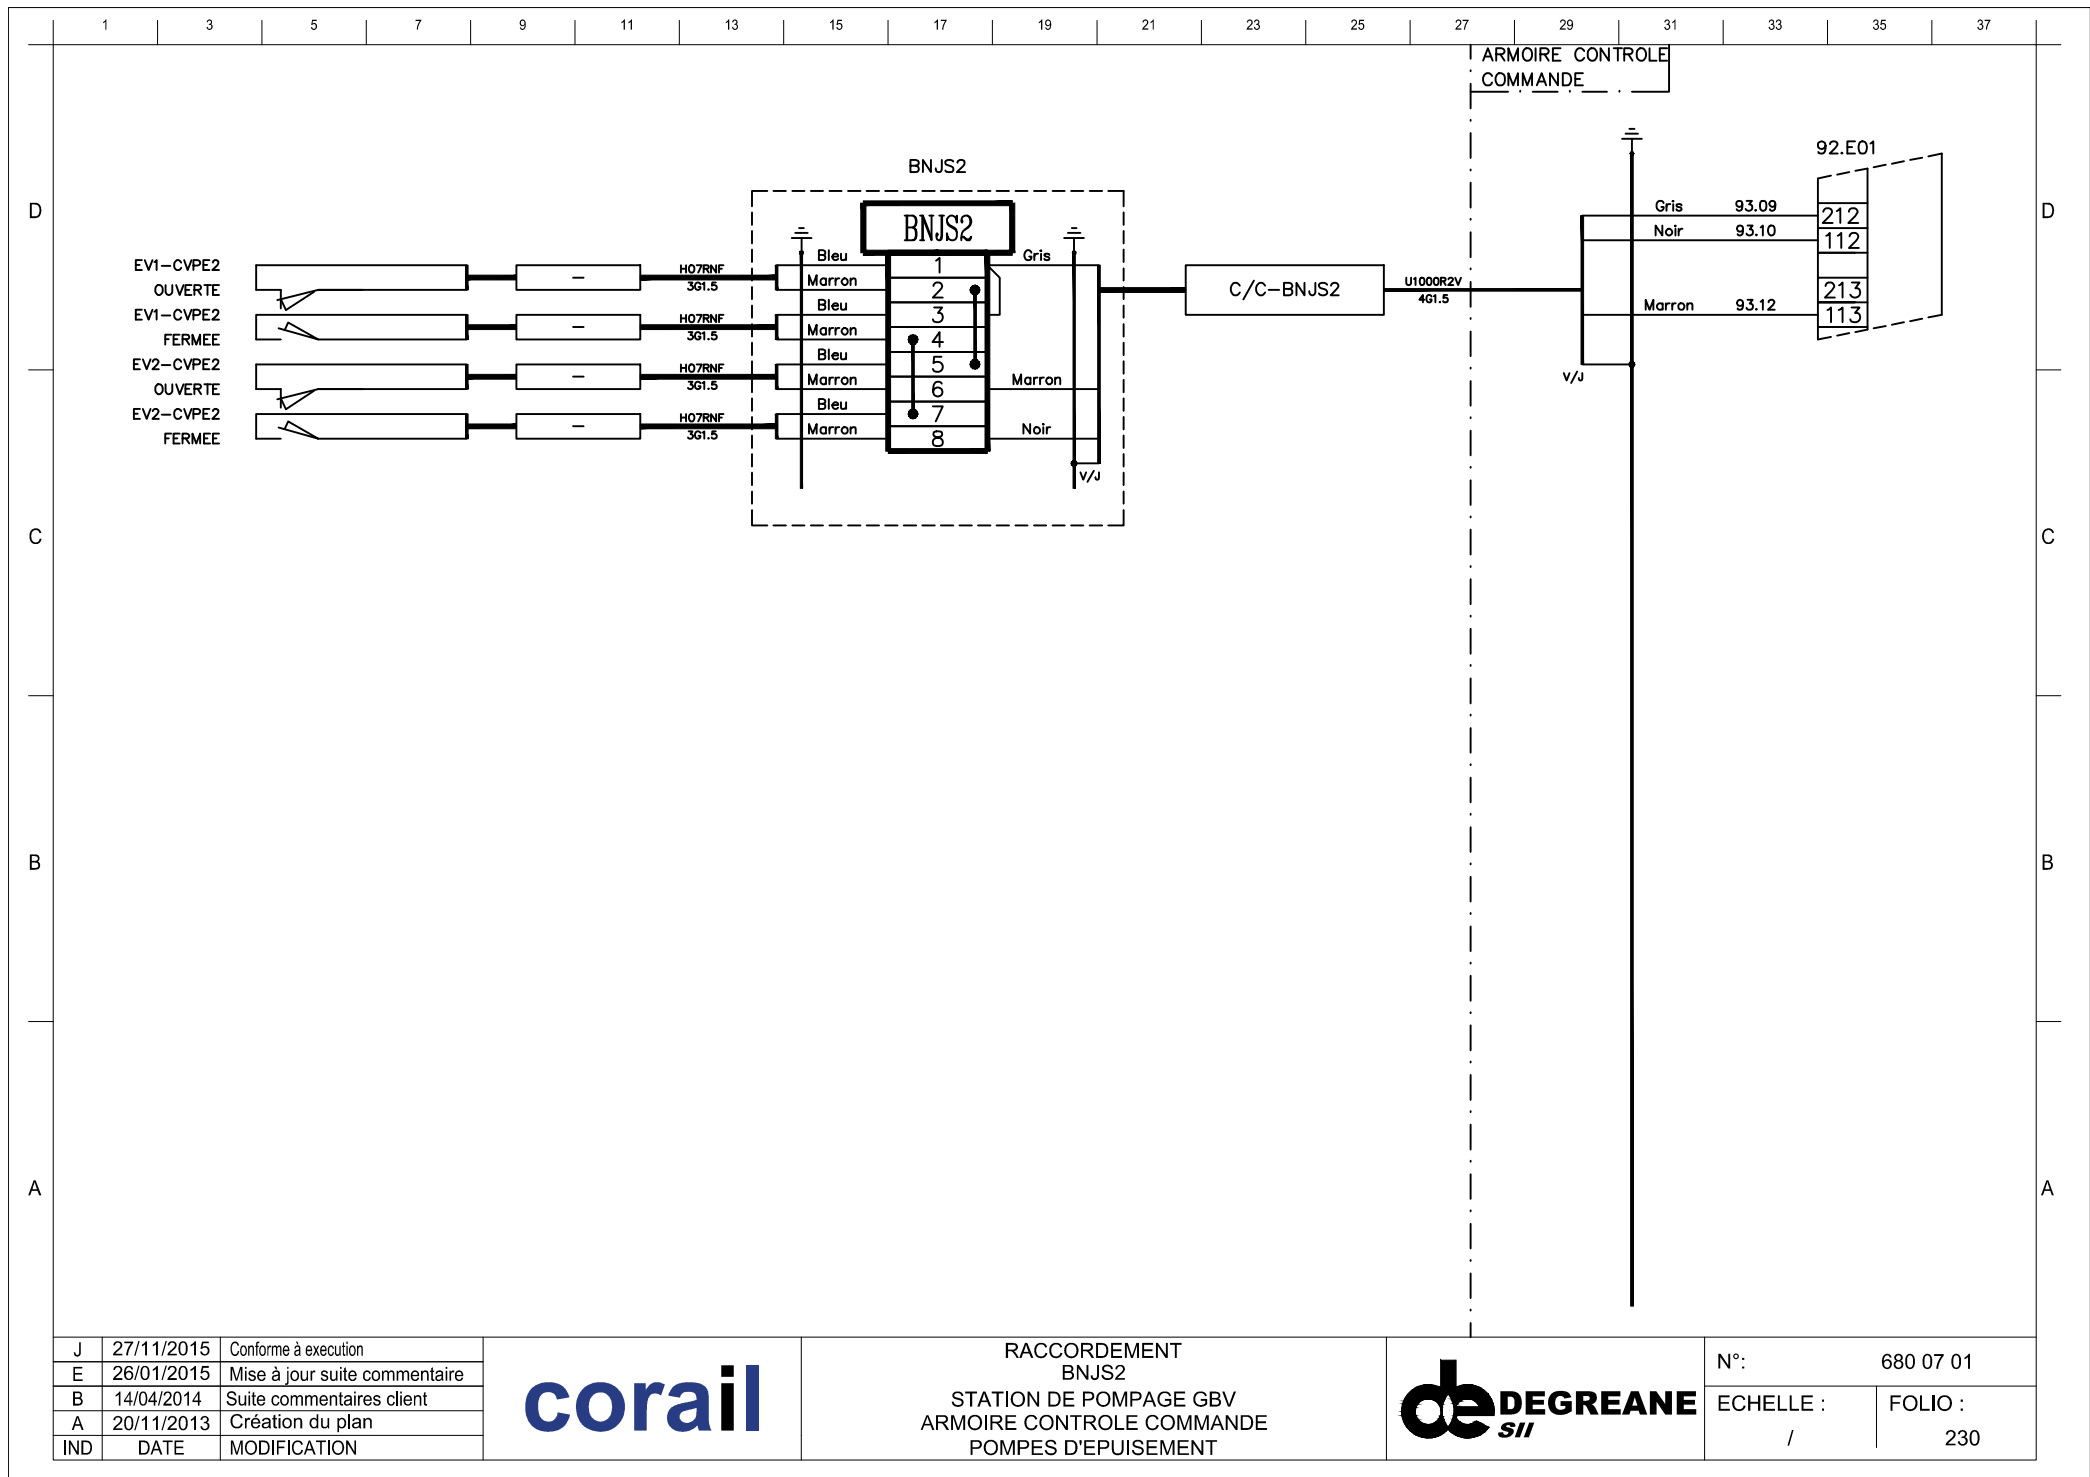 1 3 5 7 9 11 13 15 17 19 21 23 25 27 29 31 33 35 37
ARMOIRE CONTROLE
COMMANDE
92.E01
BNJS2
D
D
BNJS2
Gris 93.09 212
Noir 93.10 112
213
Marron 93.12 113
V/J
EV1-CVPE2
OUVERTE
EV1-CVPE2
FERMEE
EV2-CVPE2
OUVERTE
EV2-CVPE2
FERMEE
–
H07RNF
3G1.5
–
H07RNF
3G1.5
–
H07RNF
3G1.5
–
H07RNF
3G1.5
Bleu 1 Gris
Marron 2
Bleu 3
Marron 4
Bleu 5
Marron 6 Marron
Bleu 7
Marron 8 Noir
V/J
C/C-BNJS2
U1000R2V
4G1.5
C
C
B
B
A
A
J 27/11/2015 Conforme à execution
E 26/01/2015 Mise à jour suite commentaire
B 14/04/2014 Suite commentaires client
A 20/11/2013 Création du plan
IND DATE MODIFICATION
corail
RACCORDEMENT
BNJS2
STATION DE POMPAGE GBV
ARMOIRE CONTROLE COMMANDE
POMPES D'EPUISEMENT
de DEGREANE
SII
N°: 680 07 01
ECHELLE :
/
FOLIO :
230